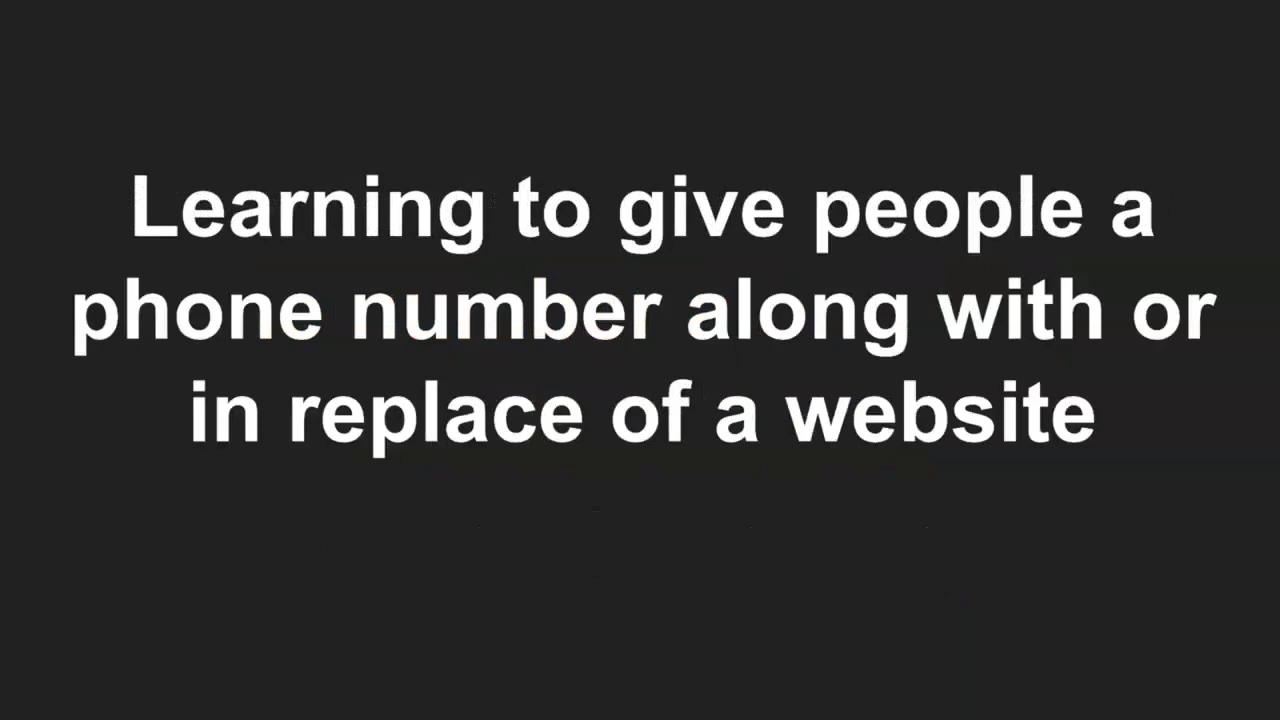 Learning to give people a
phone number along with or
in replace of a website